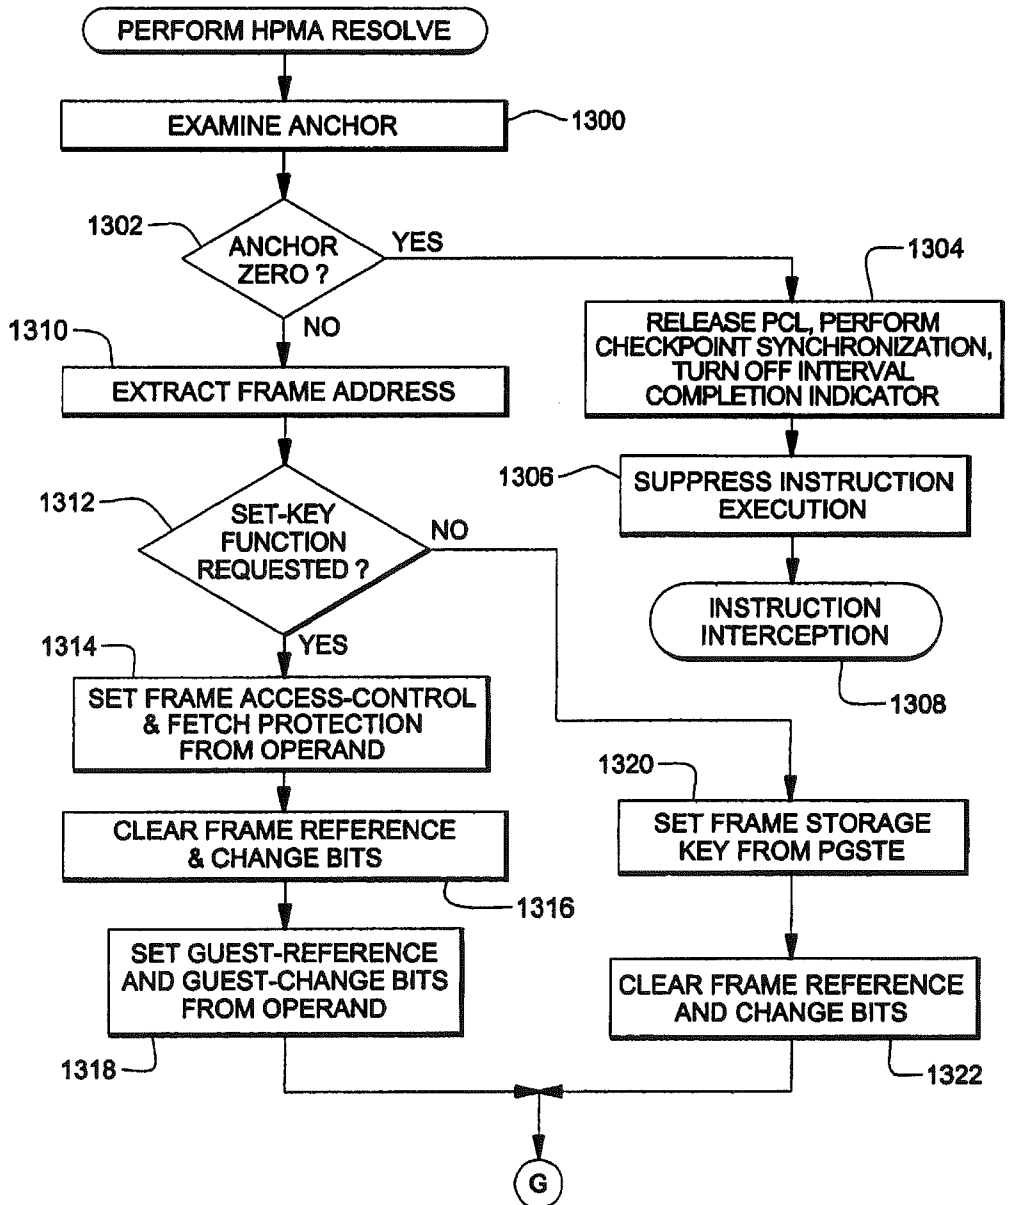 PERFORM HPMA RESOLVE
EXAMINE ANCHOR
1300
1302
ANCHOR
ZERO ?
YES
NO
1304
RELEASE PCL, PERFORM
CHECKPOINT SYNCHRONIZATION,
TURN OFF INTERVAL
COMPLETION INDICATOR
1310
EXTRACT FRAME ADDRESS
1306
SUPPRESS INSTRUCTION
EXECUTION
1312
SET-KEY
FUNCTION
REQUESTED ?
NO
YES
INSTRUCTION
INTERCEPTION
1308
1314
SET FRAME ACCESS-CONTROL
& FETCH PROTECTION
FROM OPERAND
1320
SET FRAME STORAGE
KEY FROM PGSTE
CLEAR FRAME REFERENCE
& CHANGE BITS
1316
SET GUEST-REFERENCE
AND GUEST-CHANGE BITS
FROM OPERAND
1318
CLEAR FRAME REFERENCE
AND CHANGE BITS
1322
G